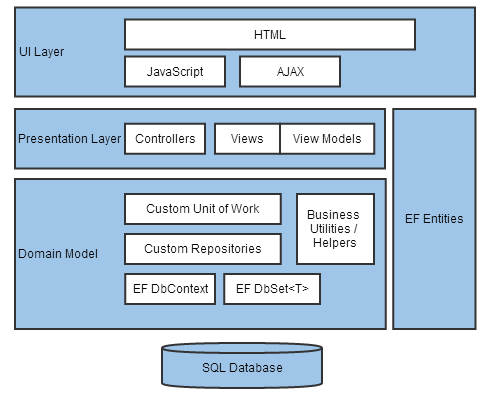 UI Layer
HTML
JavaScript
AJAX
Presentation Layer
Controllers
Views
View Models
EF Entities
Domain Model
Custom Unit of Work
Custom Repositories
Business
Utilities /
Helpers
EF DbContext
EF DbSet<T>
SQL Database